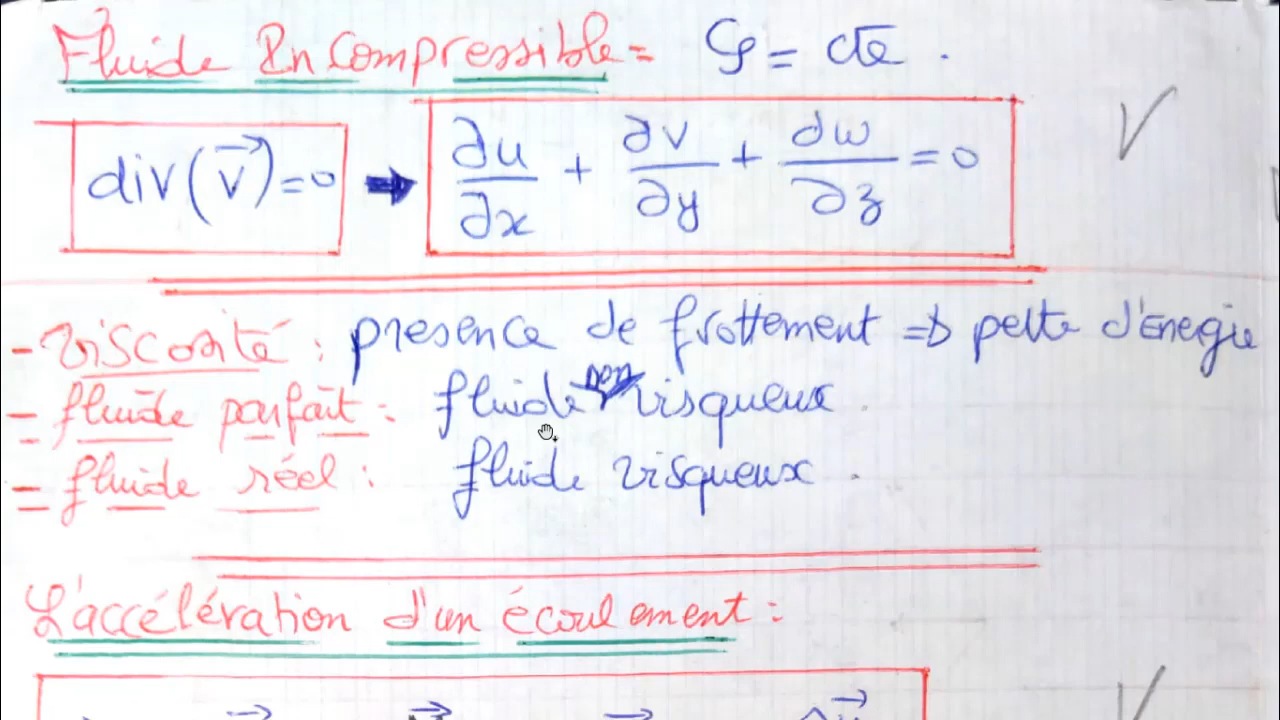 Fluide Incompressible = ρ = cte.
div(v⃗)=0 → ∂u/∂x + ∂v/∂y + ∂w/∂z = 0
- viscosité : presence de frottement => perte d'Energie
- fluide parfait : fluide non visqueux.
- fluide réel : fluide visqueux.
L'accélération d'un écoulement :